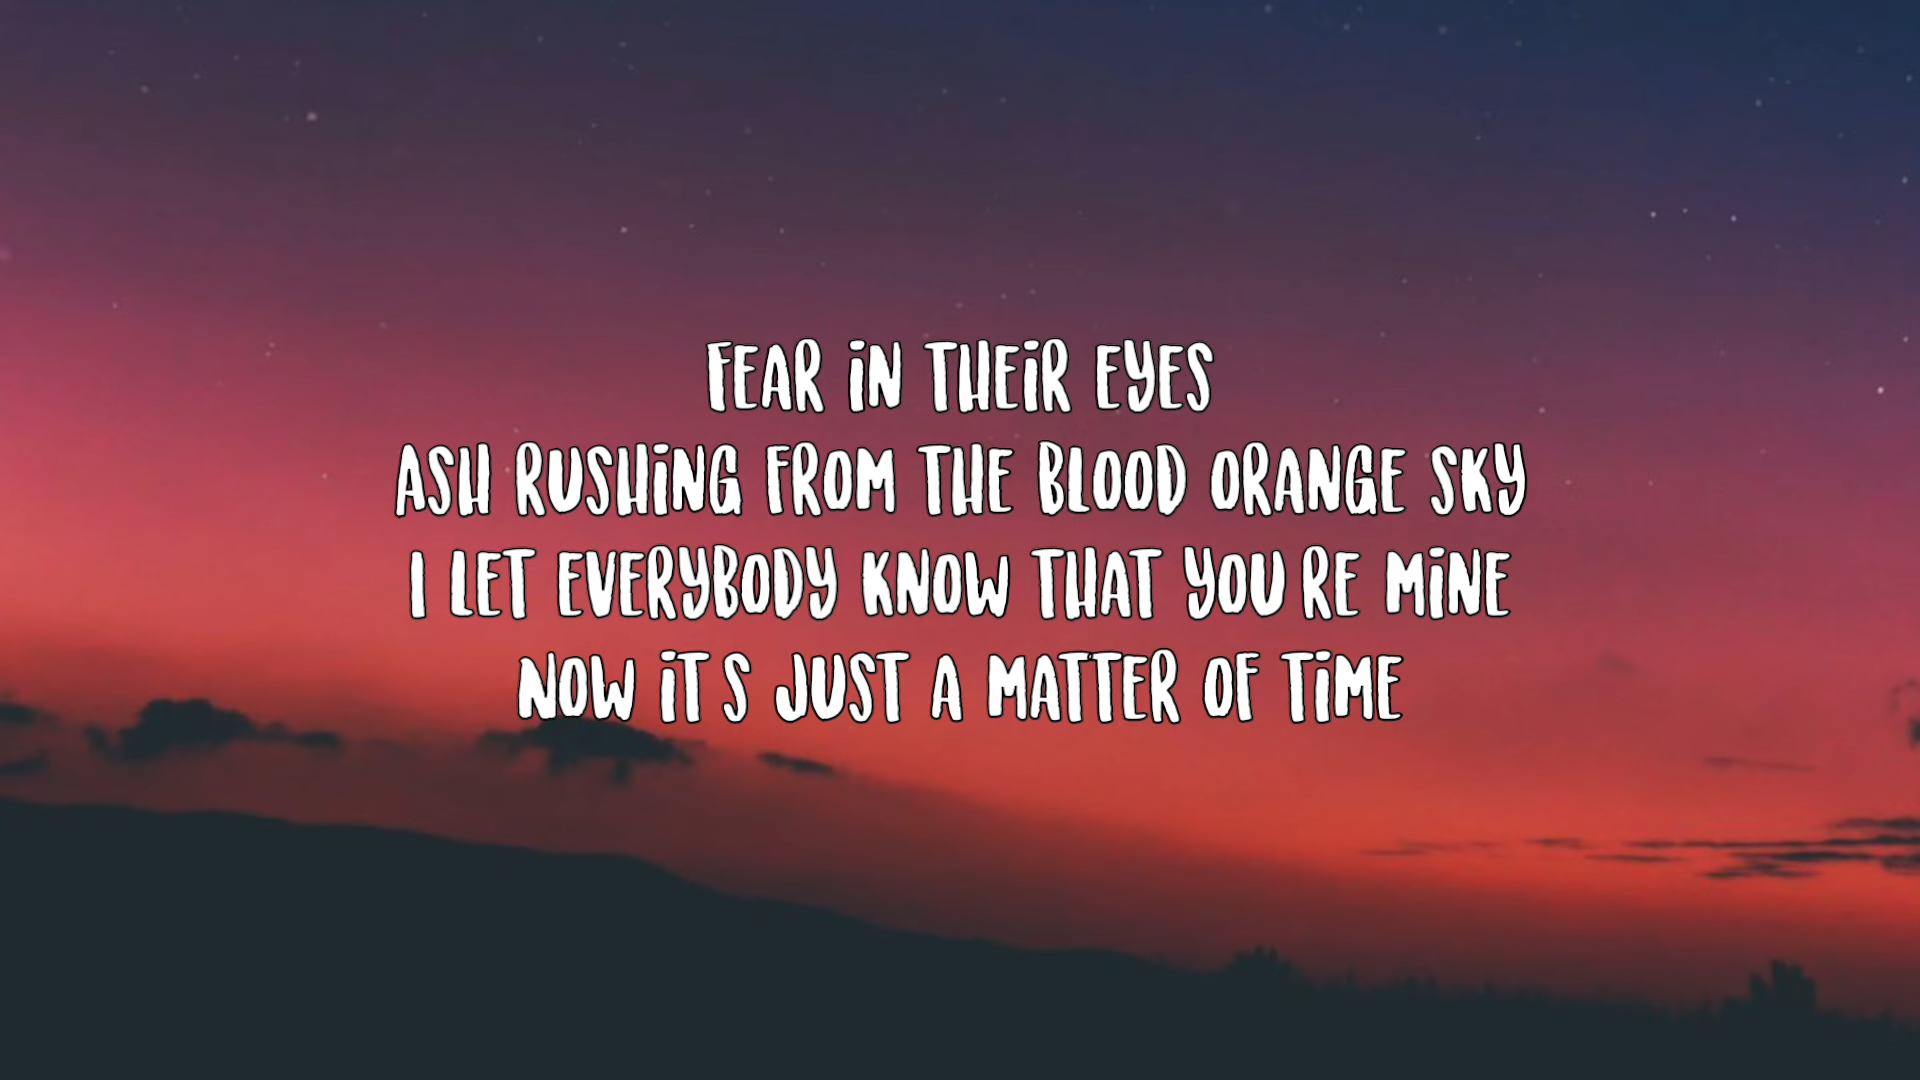 FEAR IN THEIR EYES
ASH RUSHING FROM THE BLOOD ORANGE SKY
I LET EVERYBODY KNOW THAT YOU RE MINE
NOW IT S JUST A MATTER OF TIME